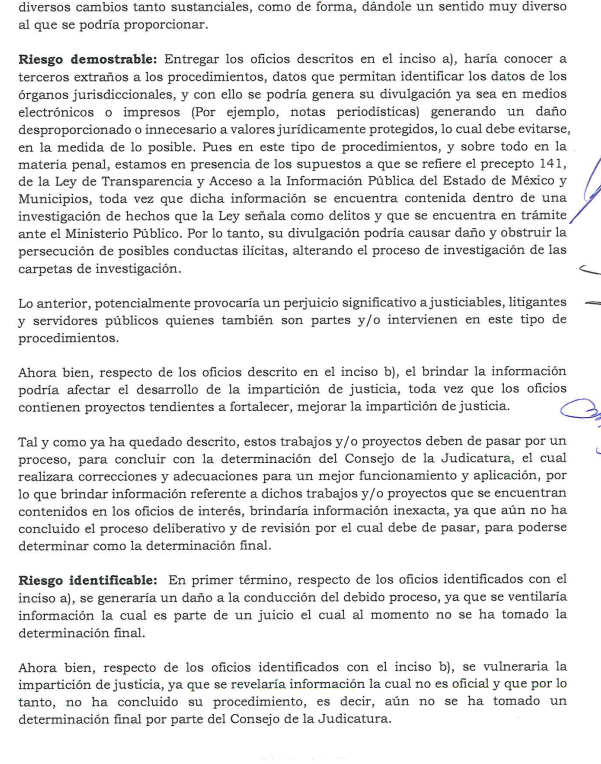 diversos cambios tanto sustanciales, como de forma, dándole un sentido muy diverso
al que se podría proporcionar.
Riesgo demostrable: Entregar los oficios descritos en el inciso a), haría conocer a
terceros extraños a los procedimientos, datos que permitan identificar los datos de los
órganos jurisdiccionales, y con ello se podría genera su divulgación ya sea en medios
electrónicos o impresos (Por ejemplo, notas periodísticas) generando un daño
desproporcionado o innecesario a valores jurídicamente protegidos, lo cual debe evitarse,
en la medida de lo posible. Pues en este tipo de procedimientos, y sobre todo en la
materia penal, estamos en presencia de los supuestos a que se refiere el precepto 141,
de la Ley de Transparencia y Acceso a la Información Pública del Estado de México y
Municipios, toda vez que dicha información se encuentra contenida dentro de una
investigación de hechos que la Ley señala como delitos y que se encuentra en trámite
ante el Ministerio Público. Por lo tanto, su divulgación podría causar daño y obstruir la
persecución de posibles conductas ilícitas, alterando el proceso de investigación de las
carpetas de investigación.
Lo anterior, potencialmente provocaría un perjuicio significativo a justiciables, litigantes
y servidores públicos quienes también son partes y/o intervienen en este tipo de
procedimientos.
Ahora bien, respecto de los oficios descrito en el inciso b), el brindar la información
podría afectar el desarrollo de la impartición de justicia, toda vez que los oficios
contienen proyectos tendientes a fortalecer, mejorar la impartición de justicia.
Tal y como ya ha quedado descrito, estos trabajos y/o proyectos deben de pasar por un
proceso, para concluir con la determinación del Consejo de la Judicatura, el cual
realizara correcciones y adecuaciones para un mejor funcionamiento y aplicación, por
lo que brindar información referente a dichos trabajos y/o proyectos que se encuentran
contenidos en los oficios de interés, brindaría información inexacta, ya que aún no ha
concluido el proceso deliberativo y de revisión por el cual debe de pasar, para poderse
determinar como la determinación final.
Riesgo identificable: En primer término, respecto de los oficios identificados con el
inciso a), se generaría un daño a la conducción del debido proceso, ya que se ventilaría
información la cual es parte de un juicio el cual al momento no se ha tomado la
determinación final.
Ahora bien, respecto de los oficios identificados con el inciso b), se vulneraría la
impartición de justicia, ya que se revelaría información la cual no es oficial y que por lo
tanto, no ha concluido su procedimiento, es decir, aún no se ha tomado un
determinación final por parte del Consejo de la Judicatura.